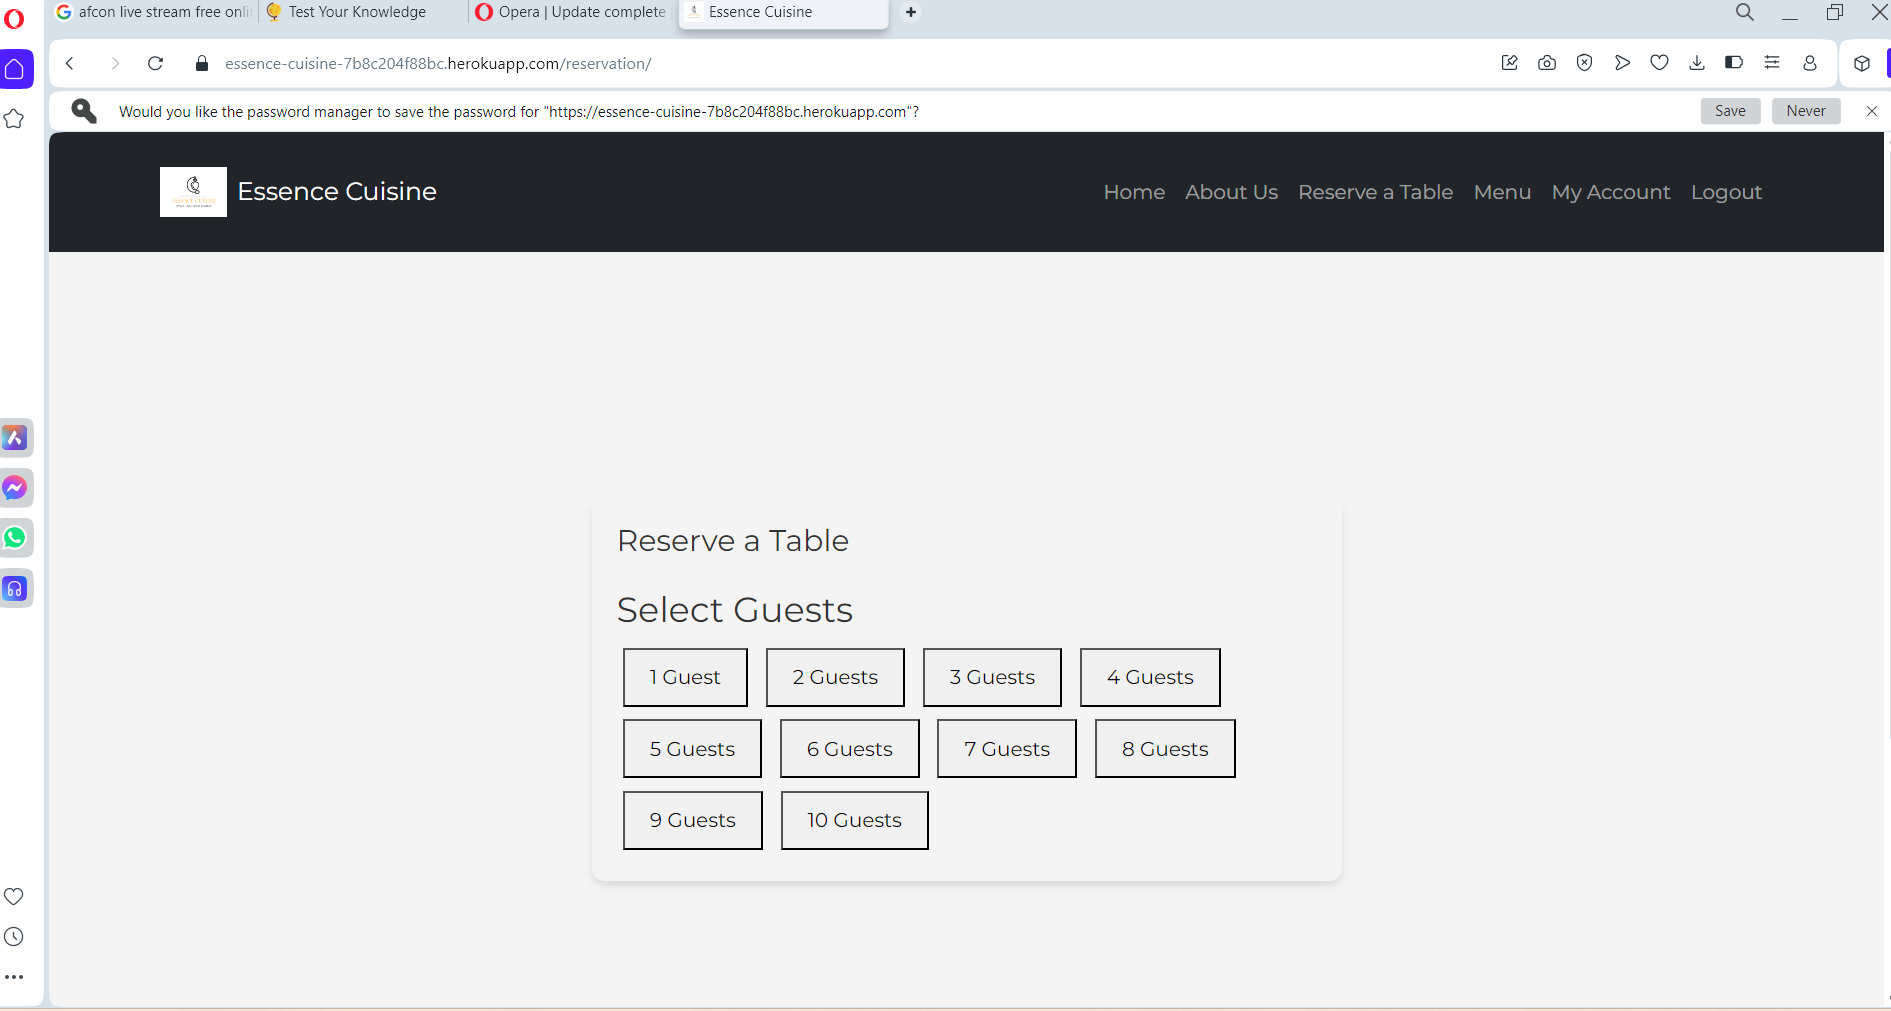 afcon live stream free onli
Test Your Knowledge
Opera | Update complete
Essence Cuisine
essence-cuisine-7b8c204f88bc.herokuapp.com/reservation/
Would you like the password manager to save the password for "https://essence-cuisine-7b8c204f88bc.herokuapp.com"?
Save
Never
Essence Cuisine
Home
About Us
Reserve a Table
Menu
My Account
Logout
Reserve a Table
Select Guests
1 Guest
2 Guests
3 Guests
4 Guests
5 Guests
6 Guests
7 Guests
8 Guests
9 Guests
10 Guests